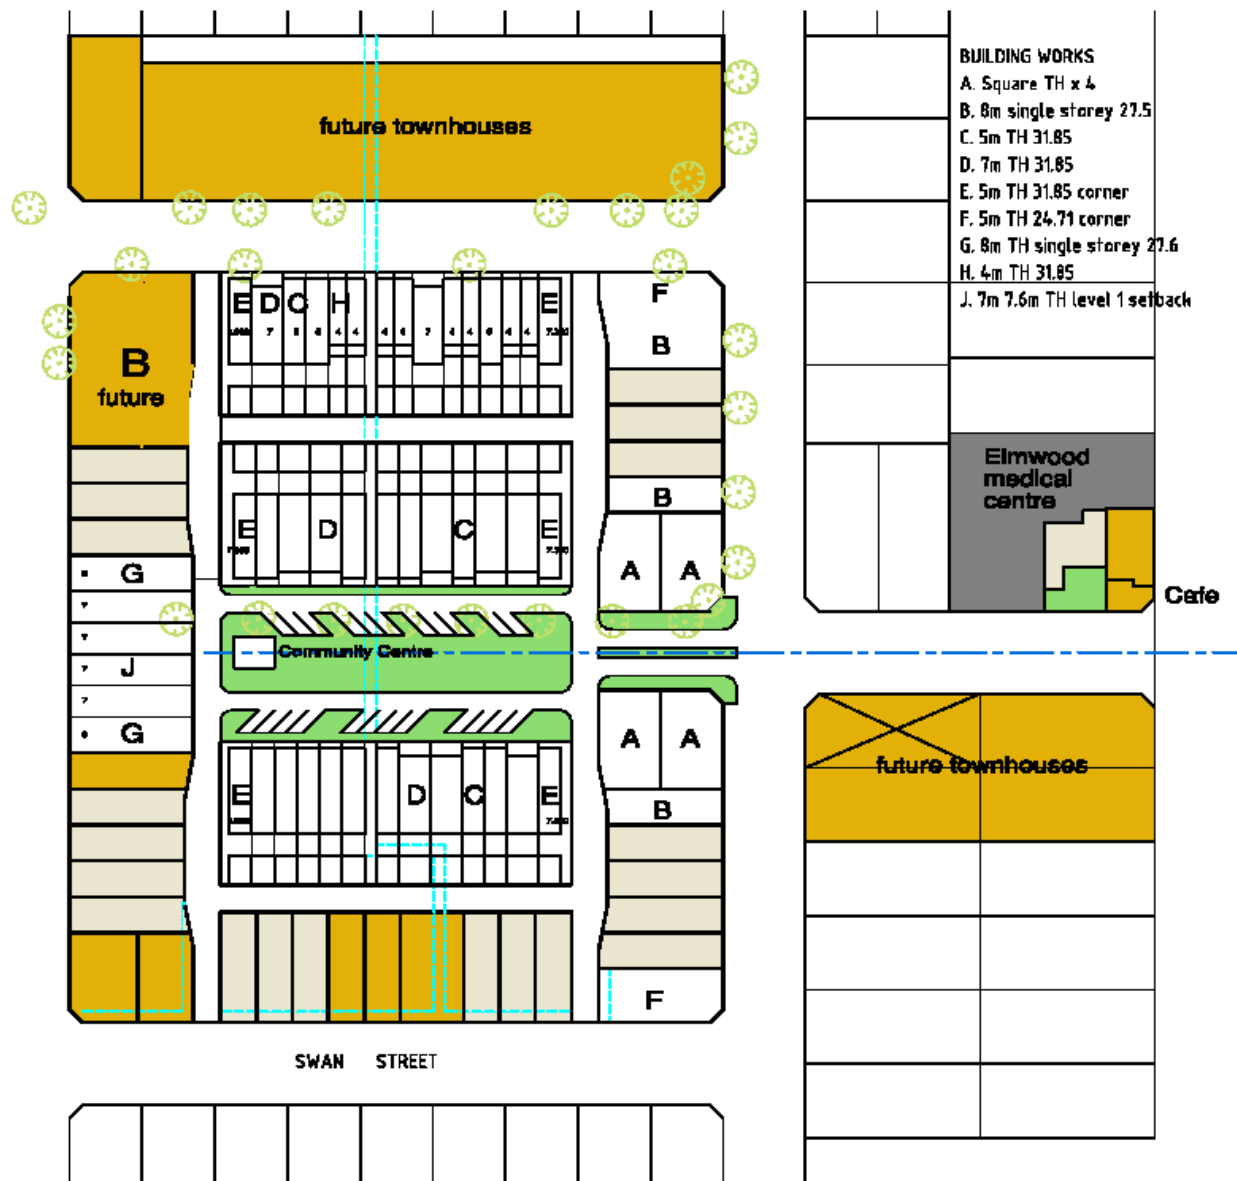 BUILDING WORKS
A. Square TH x 4
B. 8m single storey 27.5
C. 5m TH 31.85
D. 7m TH 31.85
E. 5m TH 31.85 corner
F. 5m TH 24.71 corner
G. 8m TH single storey 27.6
H. 4m TH 31.85
J. 7m 7.6m TH level 1 setback
future townhouses
E D C H E
F
B
B
future
B
E D C E
A A
G
J
G
Elmwood
medical
centre
Cafe
Community Centre
A A
B
E D C E
future townhouses
F
SWAN STREET